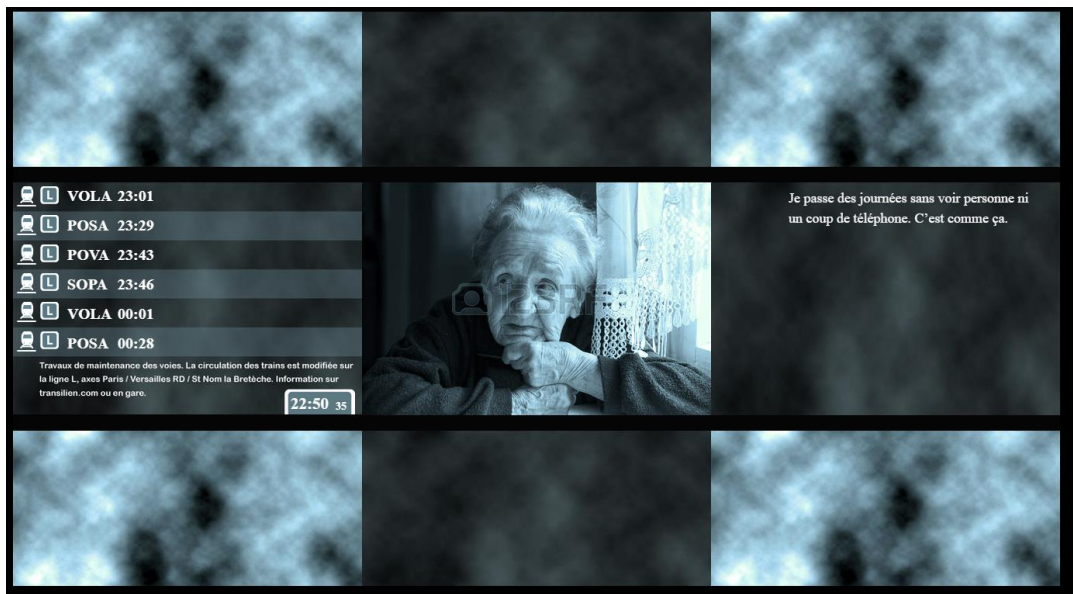 L VOLA 23:01
L POSA 23:29
L POVA 23:43
L SOPA 23:46
L VOLA 00:01
L POSA 00:28
Travaux de maintenance des voies. La circulation des trains est modifiée sur
la ligne L, axes Paris / Versailles RD / St Nom la Bretèche. Information sur
transilien.com ou en gare.
22:50 35
Je passe des journées sans voir personne ni
un coup de téléphone. C’est comme ça.